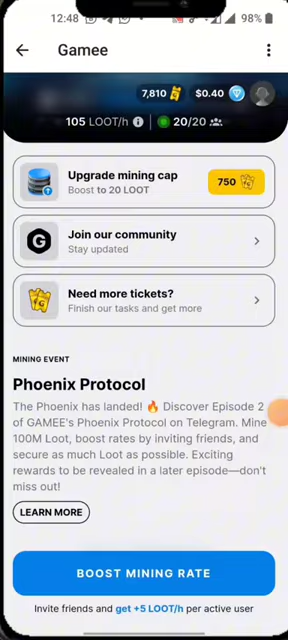 12:48
98%
Gamee
7,810
$0.40
105 LOOT/h
20/20
Upgrade mining cap
Boost to 20 LOOT
750
Join our community
Stay updated
Need more tickets?
Finish our tasks and get more
MINING EVENT
Phoenix Protocol
The Phoenix has landed! 🔥 Discover Episode 2
of GAMEE's Phoenix Protocol on Telegram. Mine
100M Loot, boost rates by inviting friends, and
secure as much Loot as possible. Exciting
rewards to be revealed in a later episode—don't
miss out!
LEARN MORE
BOOST MINING RATE
Invite friends and get +5 LOOT/h per active user